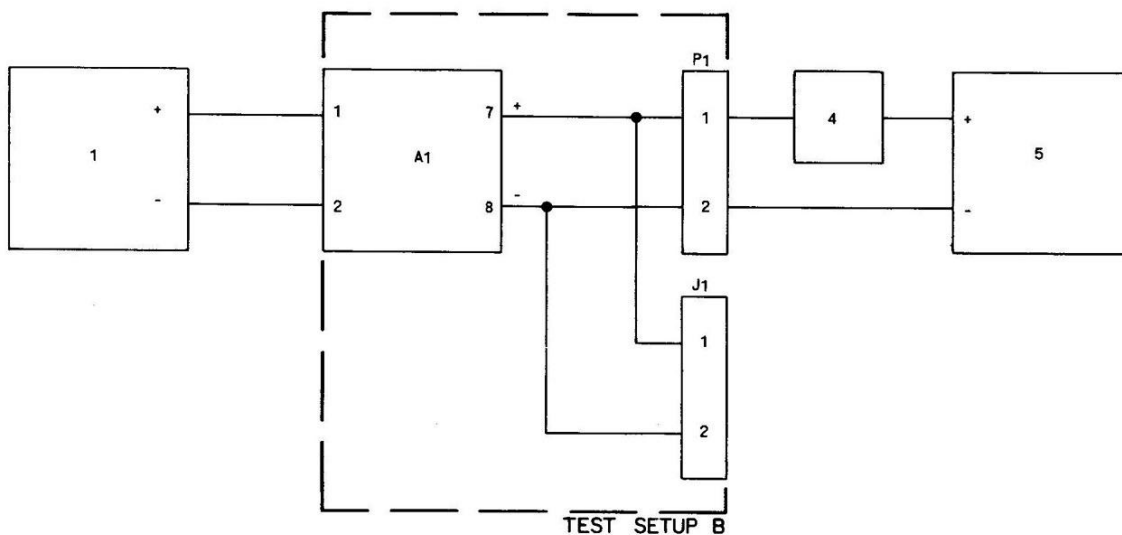 P1
+ 1 7 + 1 4 +
1 A1 5
- 2 8 - 2 -
J1
1
2
TEST SETUP B